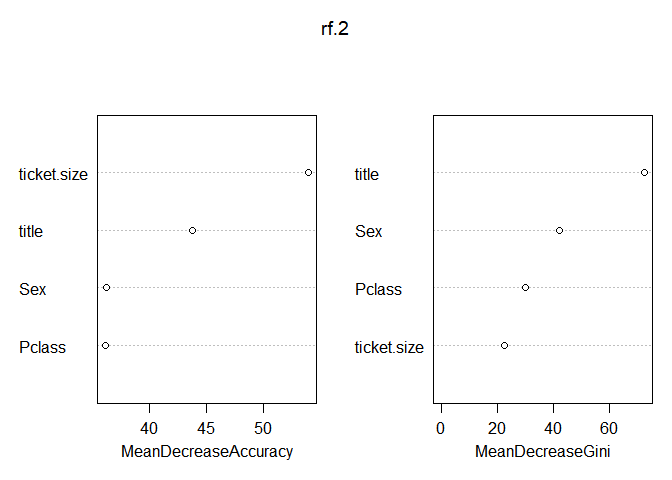 rf.2
ticket.size
title
Sex
Pclass
40 45 50
MeanDecreaseAccuracy
title
Sex
Pclass
ticket.size
0 20 40 60
MeanDecreaseGini